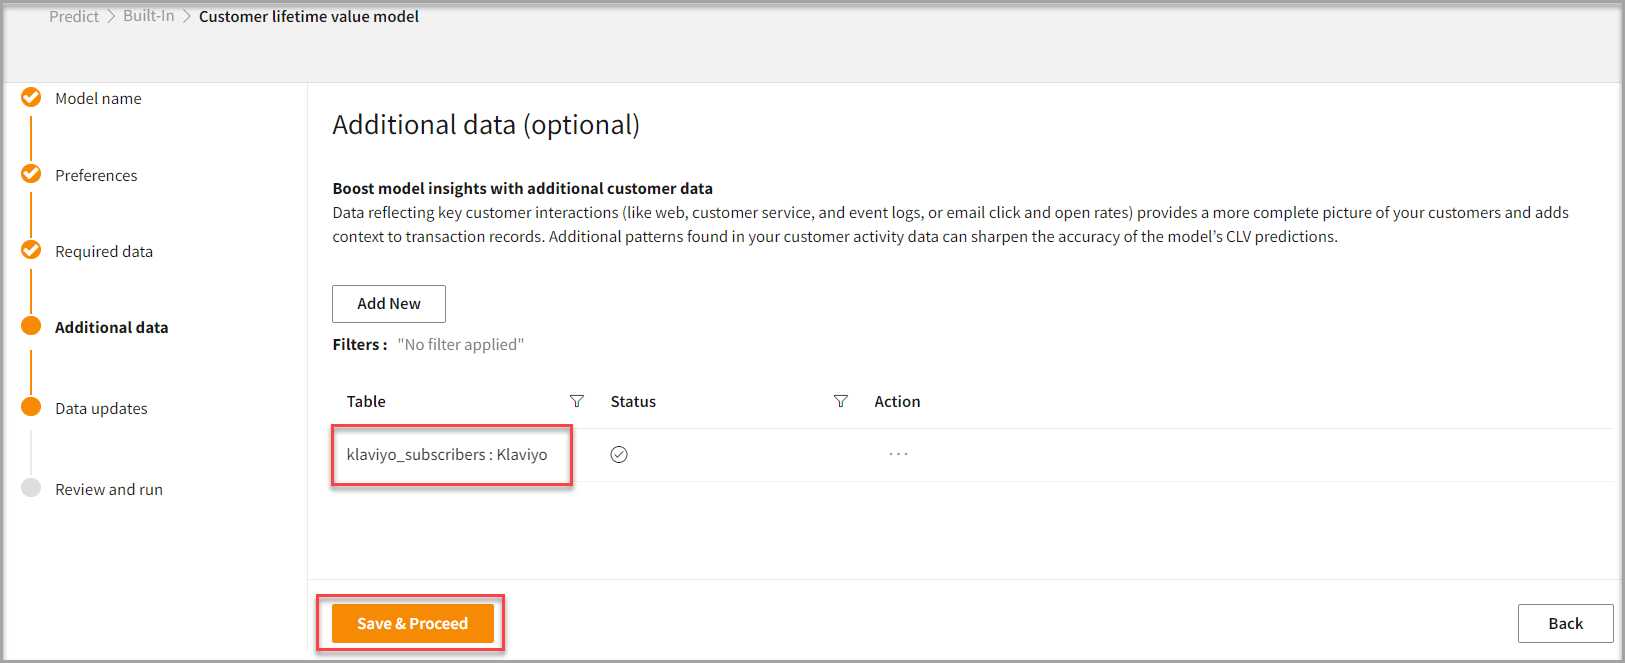 Predict > Built-In > Customer lifetime value model
Model name
Preferences
Required data
Additional data
Data updates
Review and run
Additional data (optional)
Boost model insights with additional customer data
Data reflecting key customer interactions (like web, customer service, and event logs, or email click and open rates) provides a more complete picture of your customers and adds
context to transaction records. Additional patterns found in your customer activity data can sharpen the accuracy of the model’s CLV predictions.
Add New
Filters : "No filter applied"
Table Status Action
klaviyo_subscribers : Klaviyo ...
Save & Proceed
Back